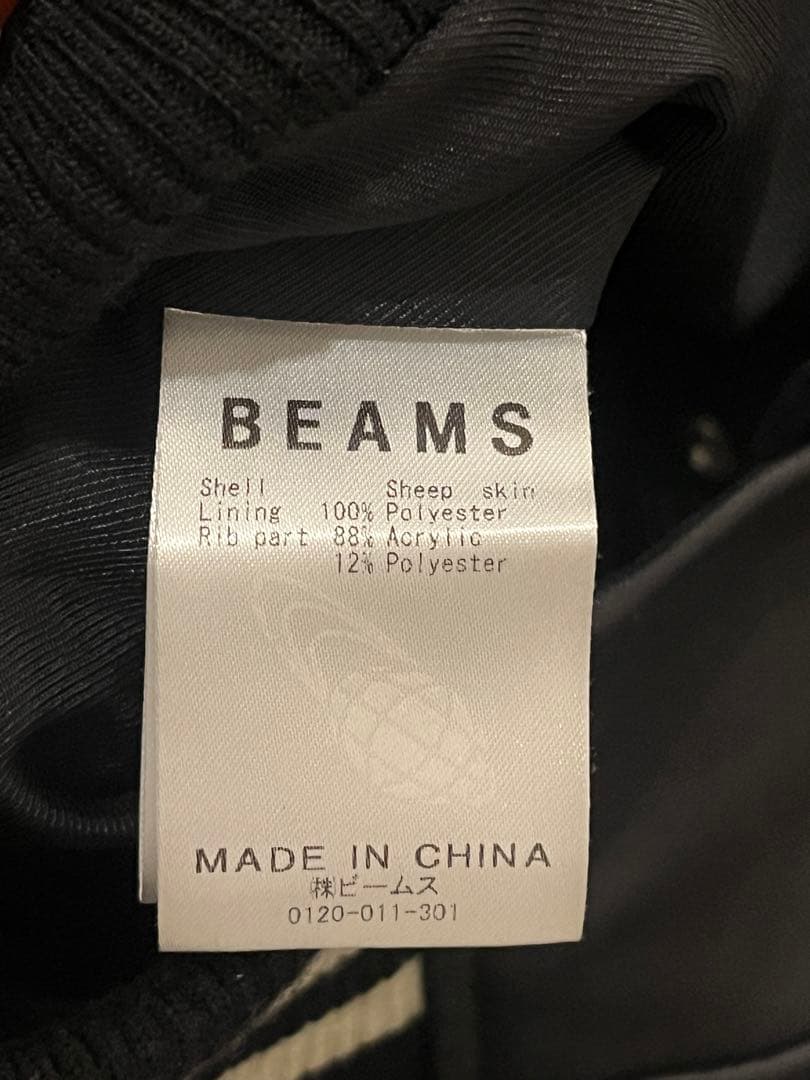 BEAMS
Shell Sheep skin
Lining 100% Polyester
Rib part 88% Acrylic
12% Polyester
MADE IN CHINA
㈱ビームス
0120-011-301